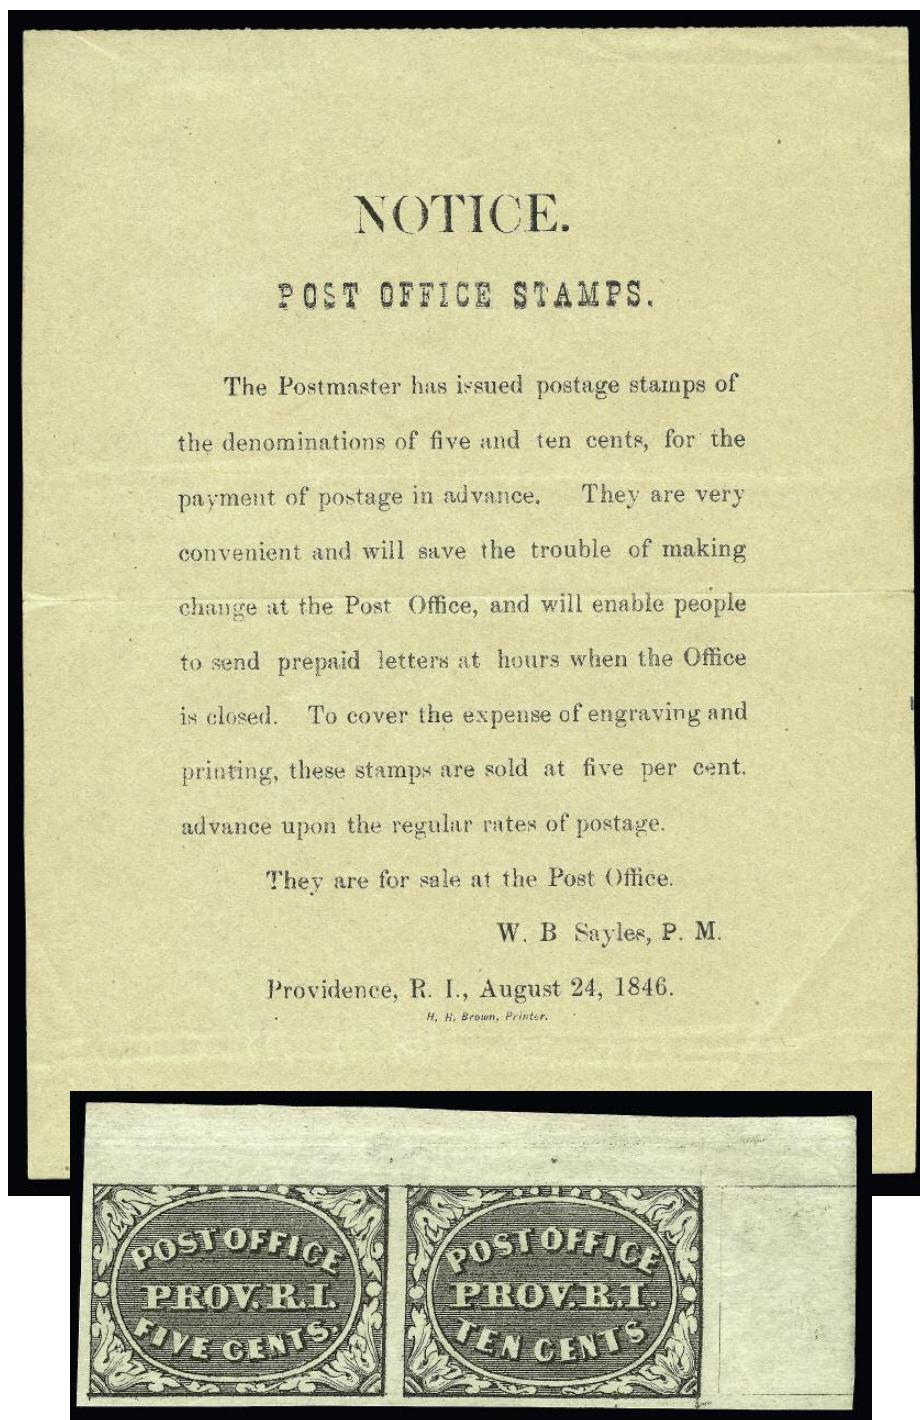 NOTICE.
POST OFFICE STAMPS.
The Postmaster has issued postage stamps of
the denominations of five and ten cents, for the
payment of postage in advance. They are very
convenient and will save the trouble of making
change at the Post Office, and will enable people
to send prepaid letters at hours when the Office
is closed. To cover the expense of engraving and
printing, these stamps are sold at five per cent.
advance upon the regular rates of postage.
They are for sale at the Post Office.
W. B Sayles, P. M.
Providence, R. I., August 24, 1846.
H. H. Brown, Printer.
POST OFFICE
PROV. R.I.
FIVE CENTS.
POST OFFICE
PROV. R.I.
TEN CENTS